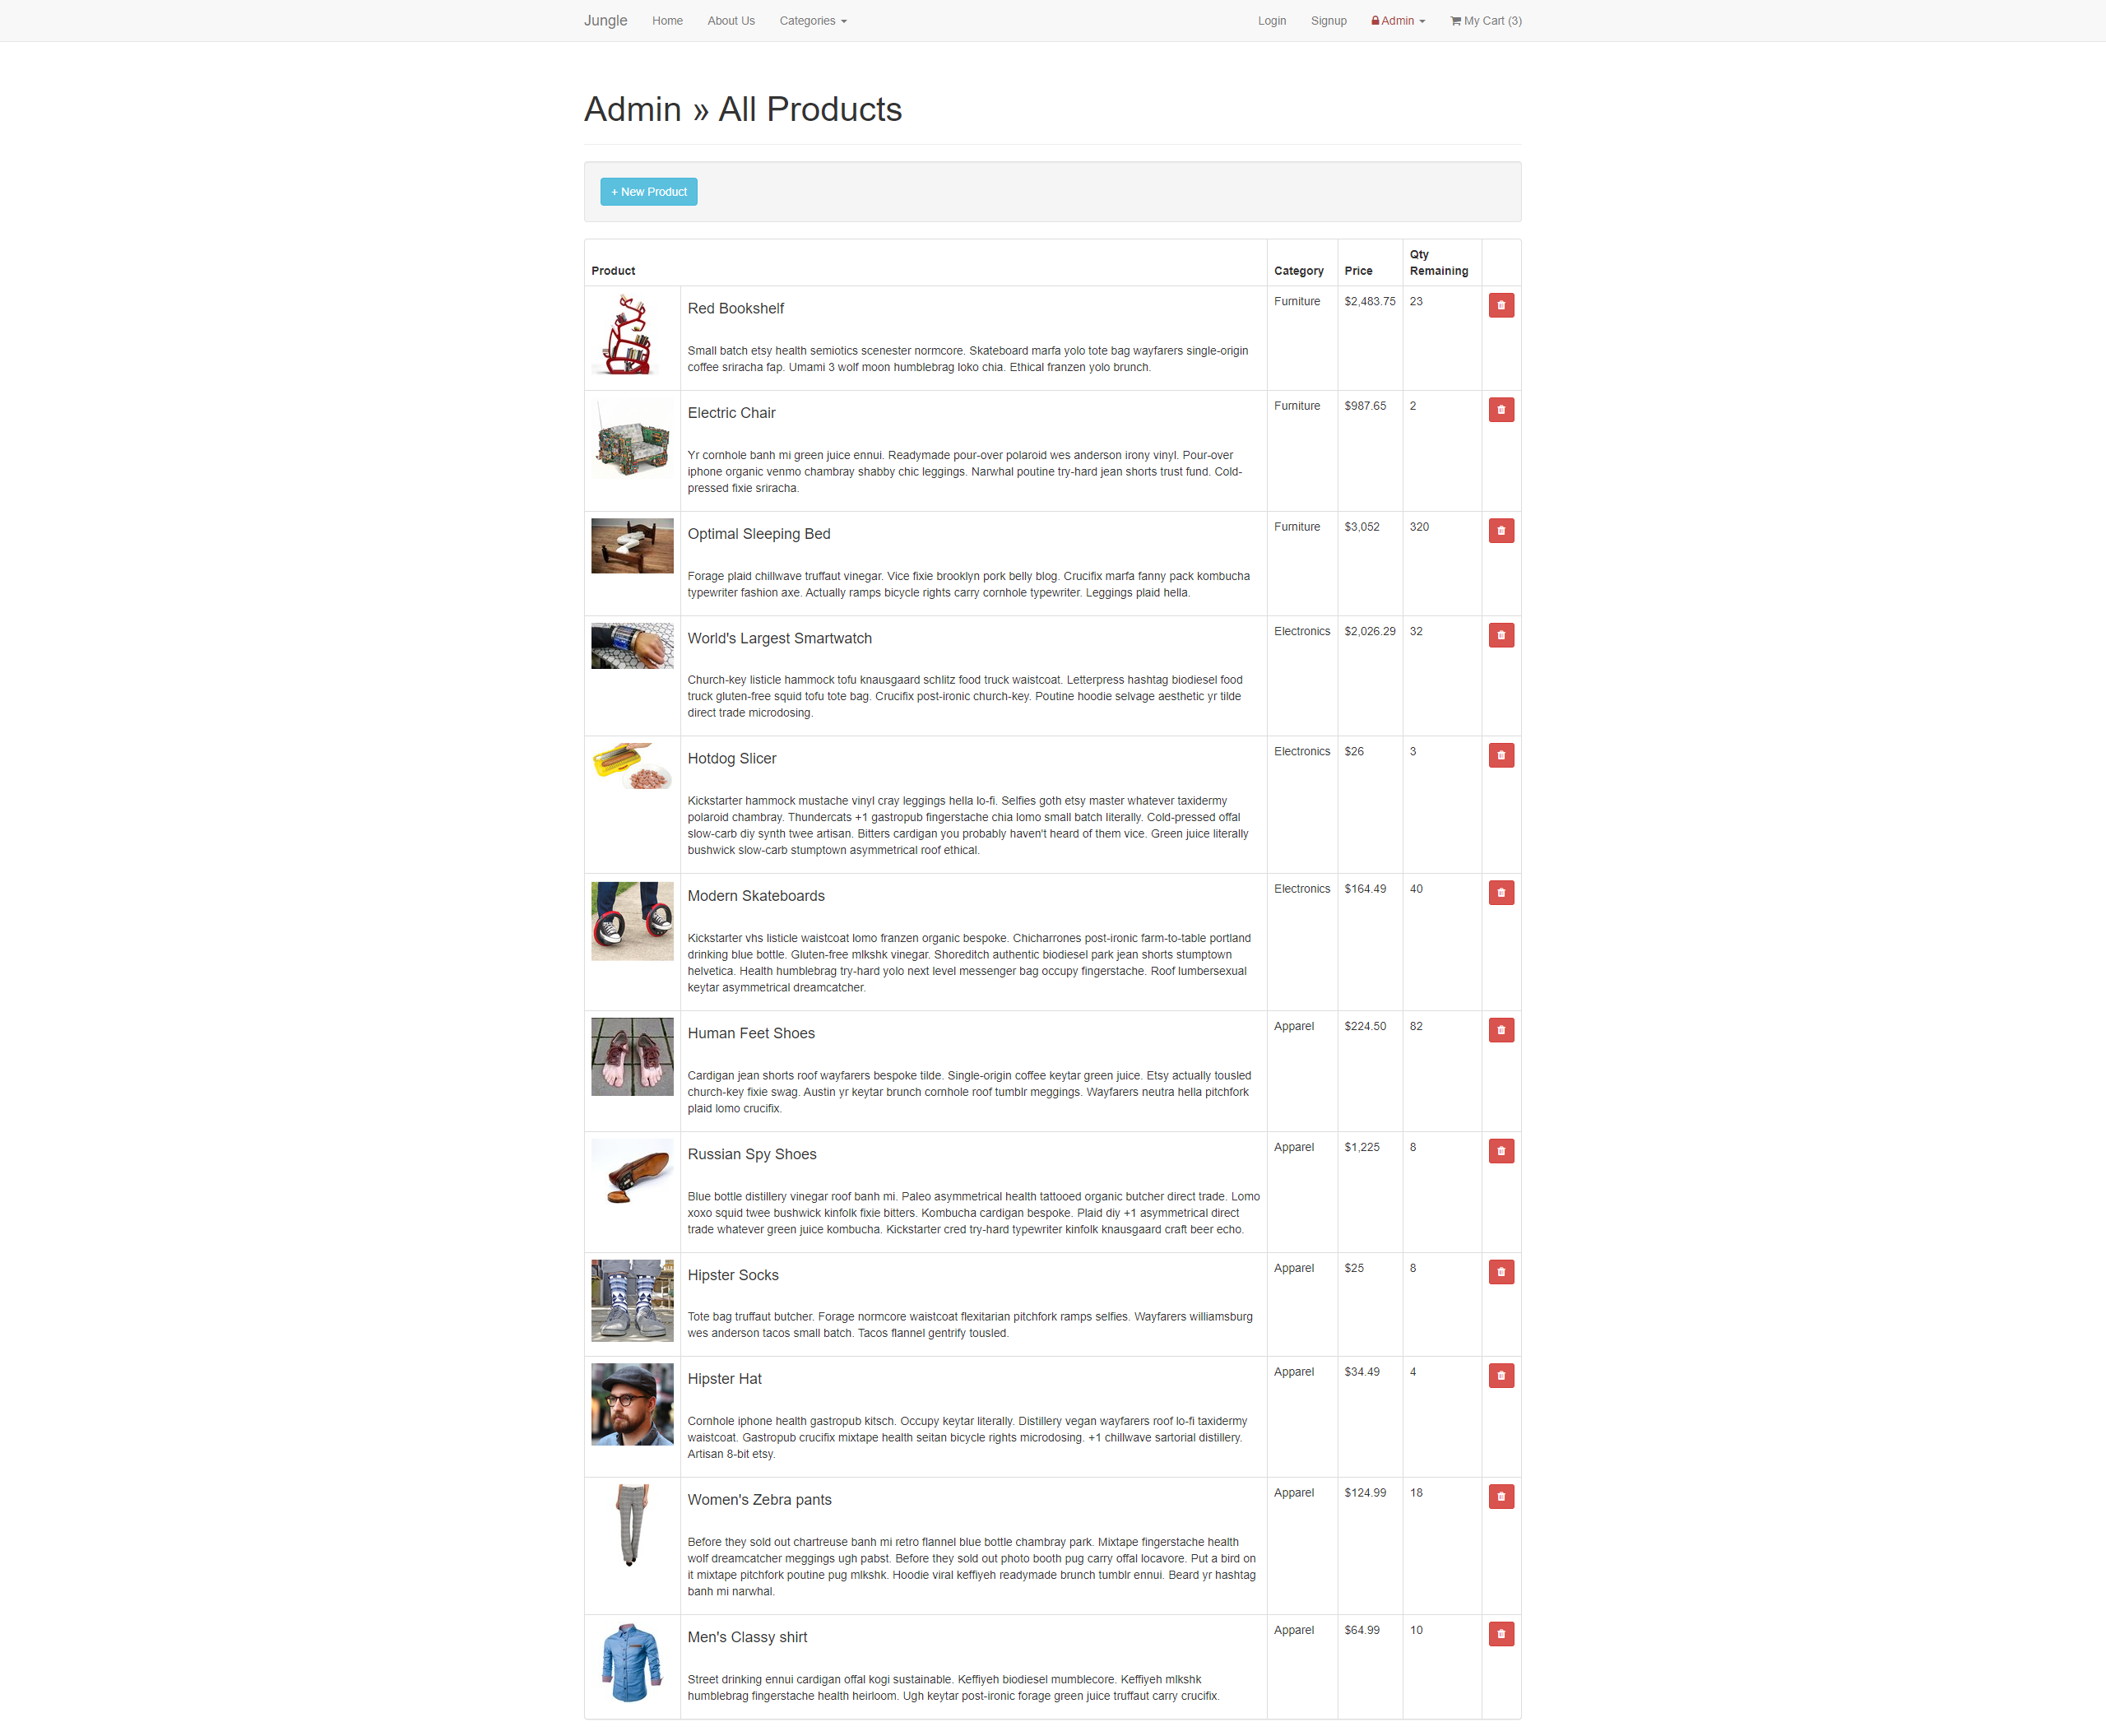 Jungle Home About Us Categories Login Signup Admin My Cart (3)
Admin » All Products
+ New Product
Product Category Price Qty Remaining
Red Bookshelf Furniture $2,483.75 23
Small batch etsy health semiotics scenester normcore. Skateboard marfa yolo tote bag wayfarers single-origin
coffee sriracha fap. Umami 3 wolf moon humblebrag loko chia. Ethical franzen yolo brunch.
Electric Chair Furniture $987.65 2
Yr cornhole banh mi green juice ennui. Readymade pour-over polaroid wes anderson irony vinyl. Pour-over
iphone organic venmo chambray shabby chic leggings. Narwhal poutine try-hard jean shorts trust fund. Cold-
pressed fixie sriracha.
Optimal Sleeping Bed Furniture $3,052 320
Forage plaid chillwave truffaut vinegar. Vice fixie brooklyn pork belly blog. Crucifix marfa fanny pack kombucha
typewriter fashion axe. Actually ramps bicycle rights carry cornhole typewriter. Leggings plaid hella.
World's Largest Smartwatch Electronics $2,026.29 32
Church-key listicle hammock tofu knausgaard schlitz food truck waistcoat. Letterpress hashtag biodiesel food
truck gluten-free squid tofu tote bag. Crucifix post-ironic church-key. Poutine hoodie selvage aesthetic yr tilde
direct trade microdosing.
Hotdog Slicer Electronics $26 3
Kickstarter hammock mustache vinyl cray leggings hella lo-fi. Selfies goth etsy master whatever taxidermy
polaroid chambray. Thundercats +1 gastropub fingerstache chia lomo small batch literally. Cold-pressed offal
slow-carb diy synth twee artisan. Bitters cardigan you probably haven't heard of them vice. Green juice literally
bushwick slow-carb stumptown asymmetrical roof ethical.
Modern Skateboards Electronics $164.49 40
Kickstarter vhs listicle waistcoat lomo franzen organic bespoke. Chicharrones post-ironic farm-to-table portland
drinking blue bottle. Gluten-free mlkshk vinegar. Shoreditch authentic biodiesel park jean shorts stumptown
helvetica. Health humblebrag try-hard yolo next level messenger bag occupy fingerstache. Roof lumbersexual
keytar asymmetrical dreamcatcher.
Human Feet Shoes Apparel $224.50 82
Cardigan jean shorts roof wayfarers bespoke tilde. Single-origin coffee keytar green juice. Etsy actually tousled
church-key fixie swag. Austin yr keytar brunch cornhole roof tumblr meggings. Wayfarers neutra hella pitchfork
plaid lomo crucifix.
Russian Spy Shoes Apparel $1,225 8
Blue bottle distillery vinegar roof banh mi. Paleo asymmetrical health tattooed organic butcher direct trade. Lomo
xoxo squid twee bushwick kinfolk fixie bitters. Kombucha cardigan bespoke. Plaid diy +1 asymmetrical direct
trade whatever green juice kombucha. Kickstarter cred try-hard typewriter kinfolk knausgaard craft beer echo.
Hipster Socks Apparel $25 8
Tote bag truffaut butcher. Forage normcore waistcoat flexitarian pitchfork ramps selfies. Wayfarers williamsburg
wes anderson tacos small batch. Tacos flannel gentrify tousled.
Hipster Hat Apparel $34.49 4
Cornhole iphone health gastropub kitsch. Occupy keytar literally. Distillery vegan wayfarers roof lo-fi taxidermy
waistcoat. Gastropub crucifix mixtape health seitan bicycle rights microdosing. +1 chillwave sartorial distillery.
Artisan 8-bit etsy.
Women's Zebra pants Apparel $124.99 18
Before they sold out chartreuse banh mi retro flannel blue bottle chambray park. Mixtape fingerstache health
wolf dreamcatcher meggings ugh pabst. Before they sold out photo booth pug carry offal locavore. Put a bird on
it mixtape pitchfork poutine pug mlkshk. Hoodie viral keffiyeh readymade brunch tumblr ennui. Beard yr hashtag
banh mi narwhal.
Men's Classy shirt Apparel $64.99 10
Street drinking ennui cardigan offal kogi sustainable. Keffiyeh biodiesel mumblecore. Keffiyeh mlkshk
humblebrag fingerstache health heirloom. Ugh keytar post-ironic forage green juice truffaut carry crucifix.